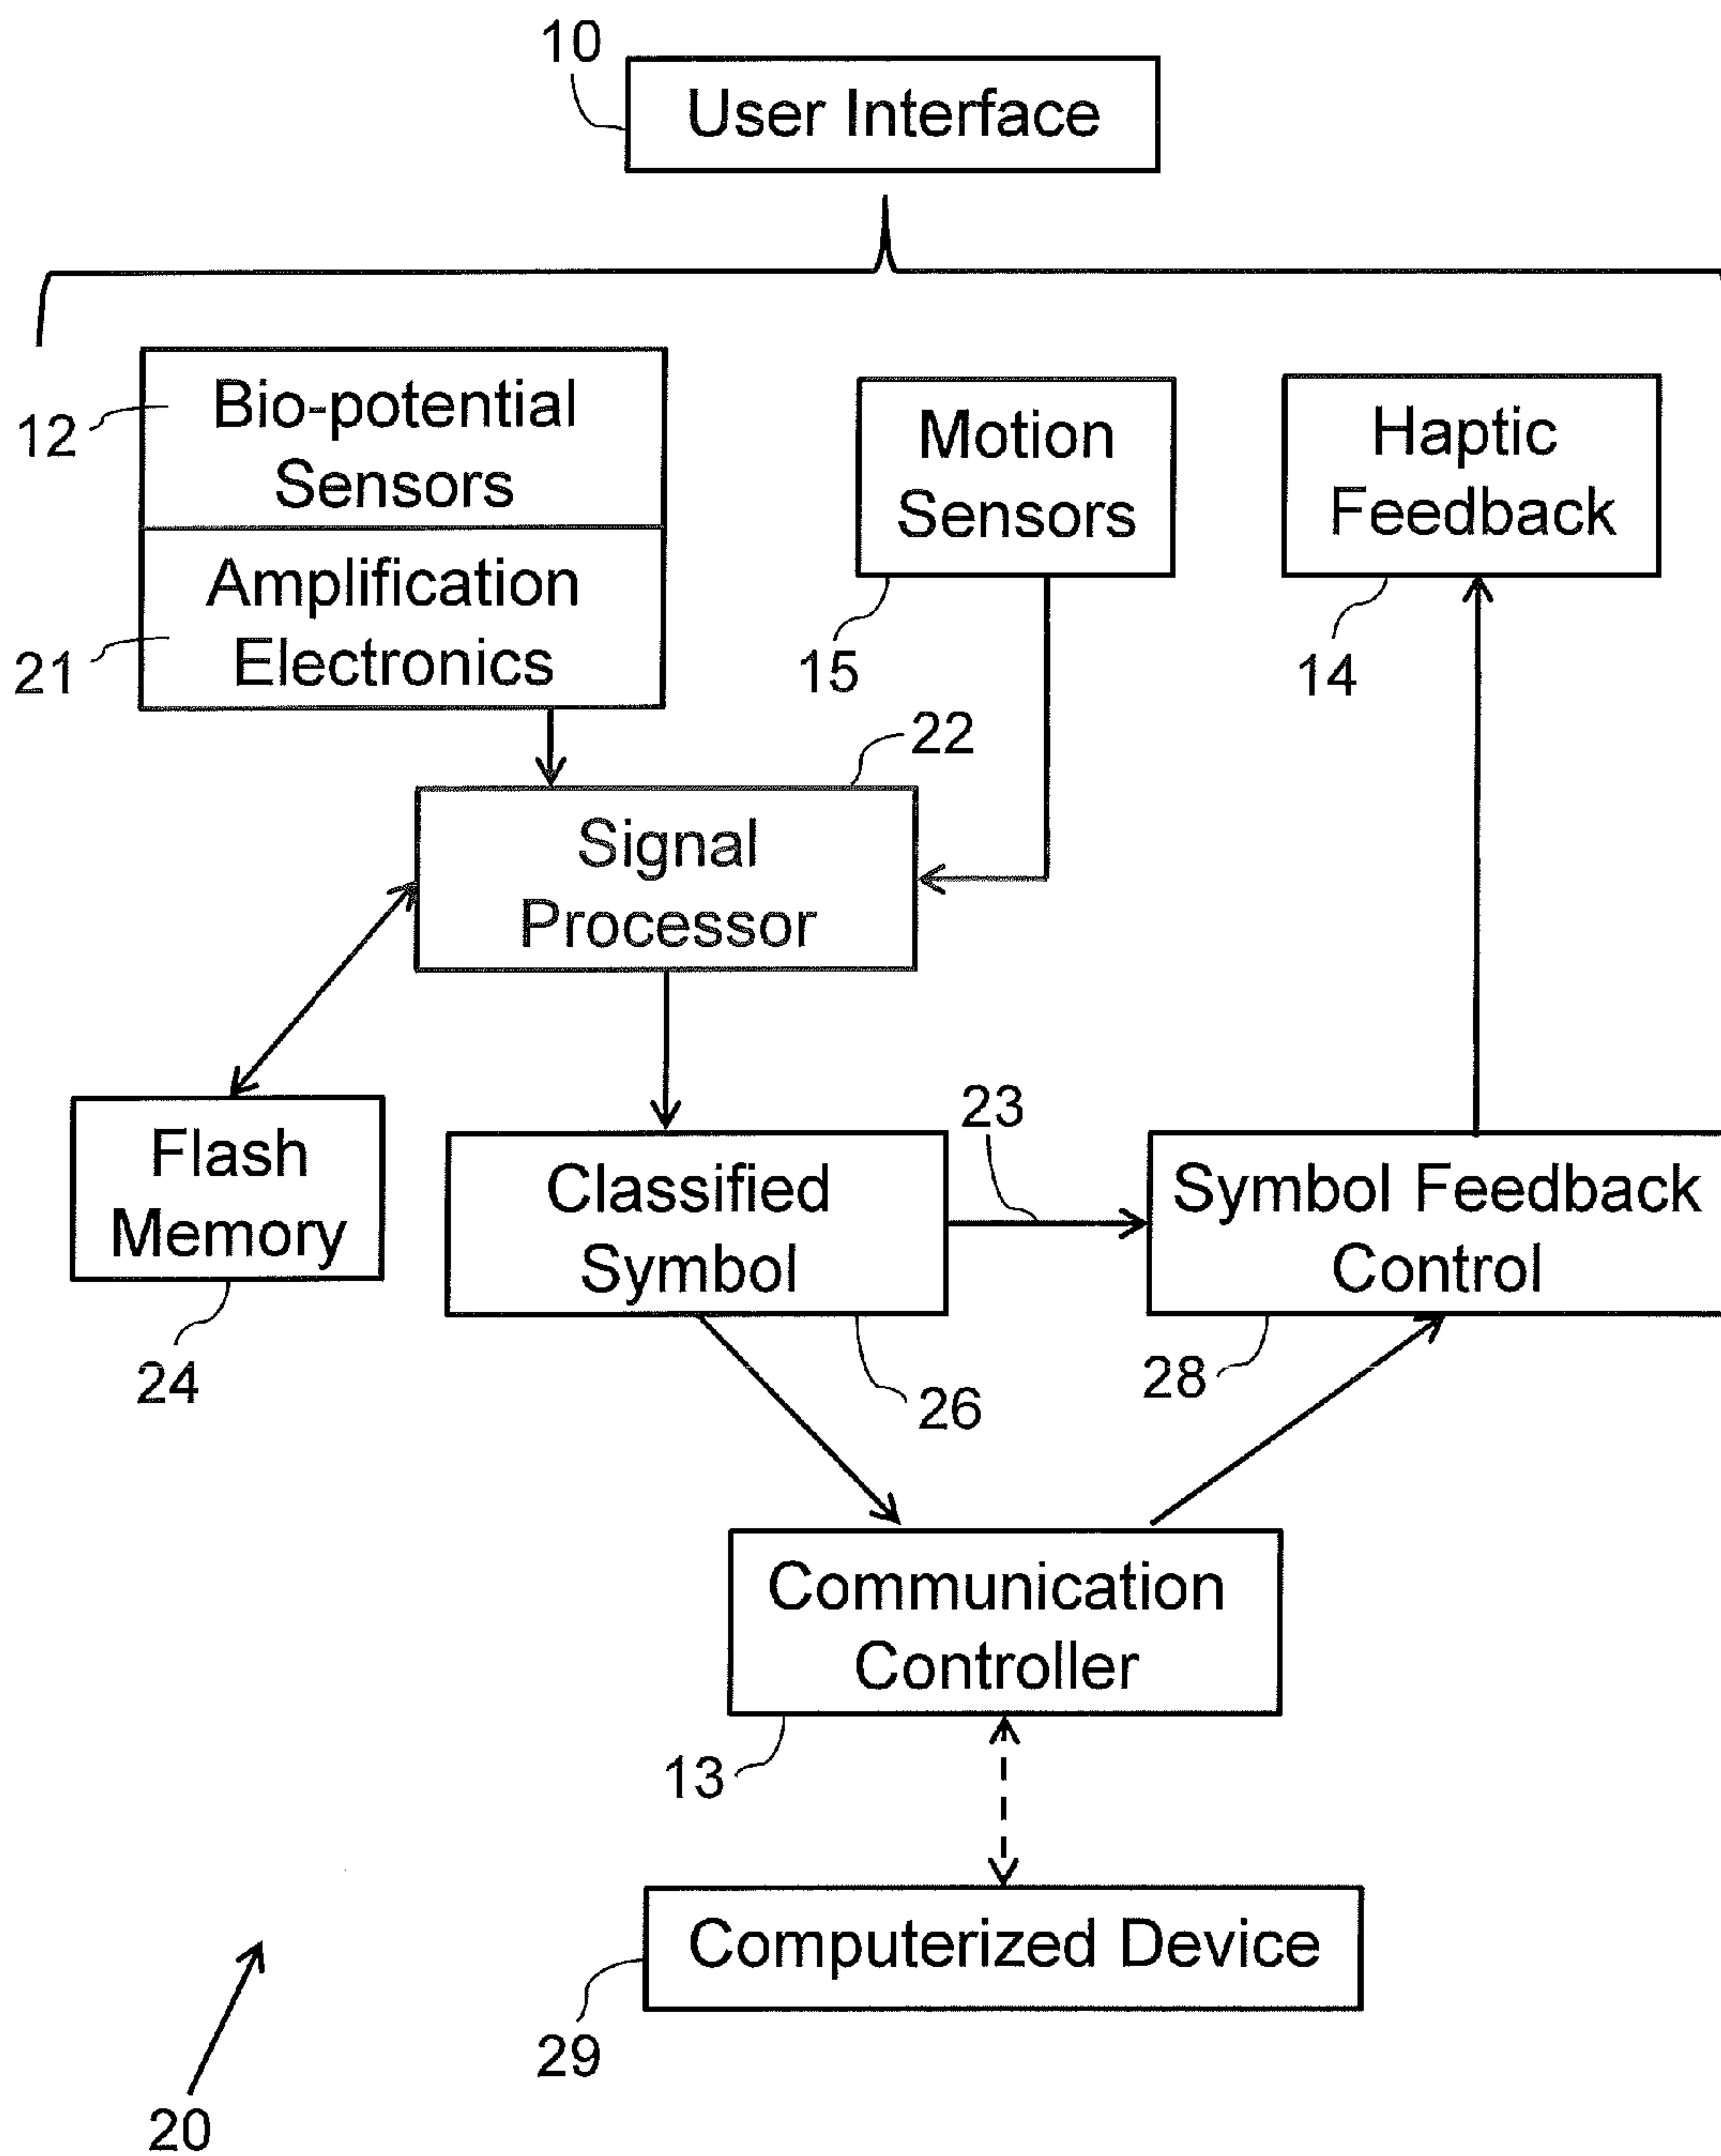 10
User Interface
12
Bio-potential
Sensors
21
Amplification
Electronics
Motion
Sensors
15
Haptic
Feedback
14
22
Signal
Processor
Flash
Memory
24
Classified
Symbol
26
23
Symbol Feedback
Control
28
Communication
Controller
13
Computerized Device
29
20